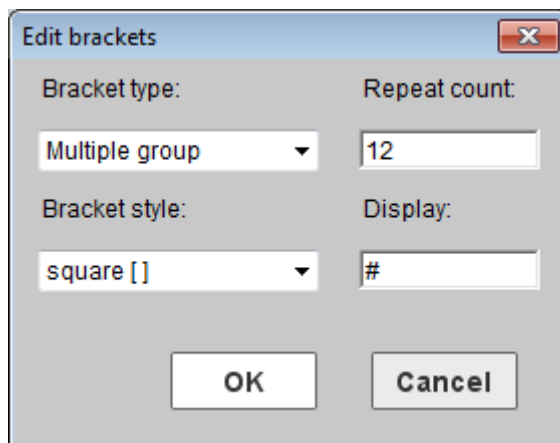 Edit brackets
Bracket type: Repeat count:
Multiple group 12
Bracket style: Display:
square [ ] #
OK Cancel